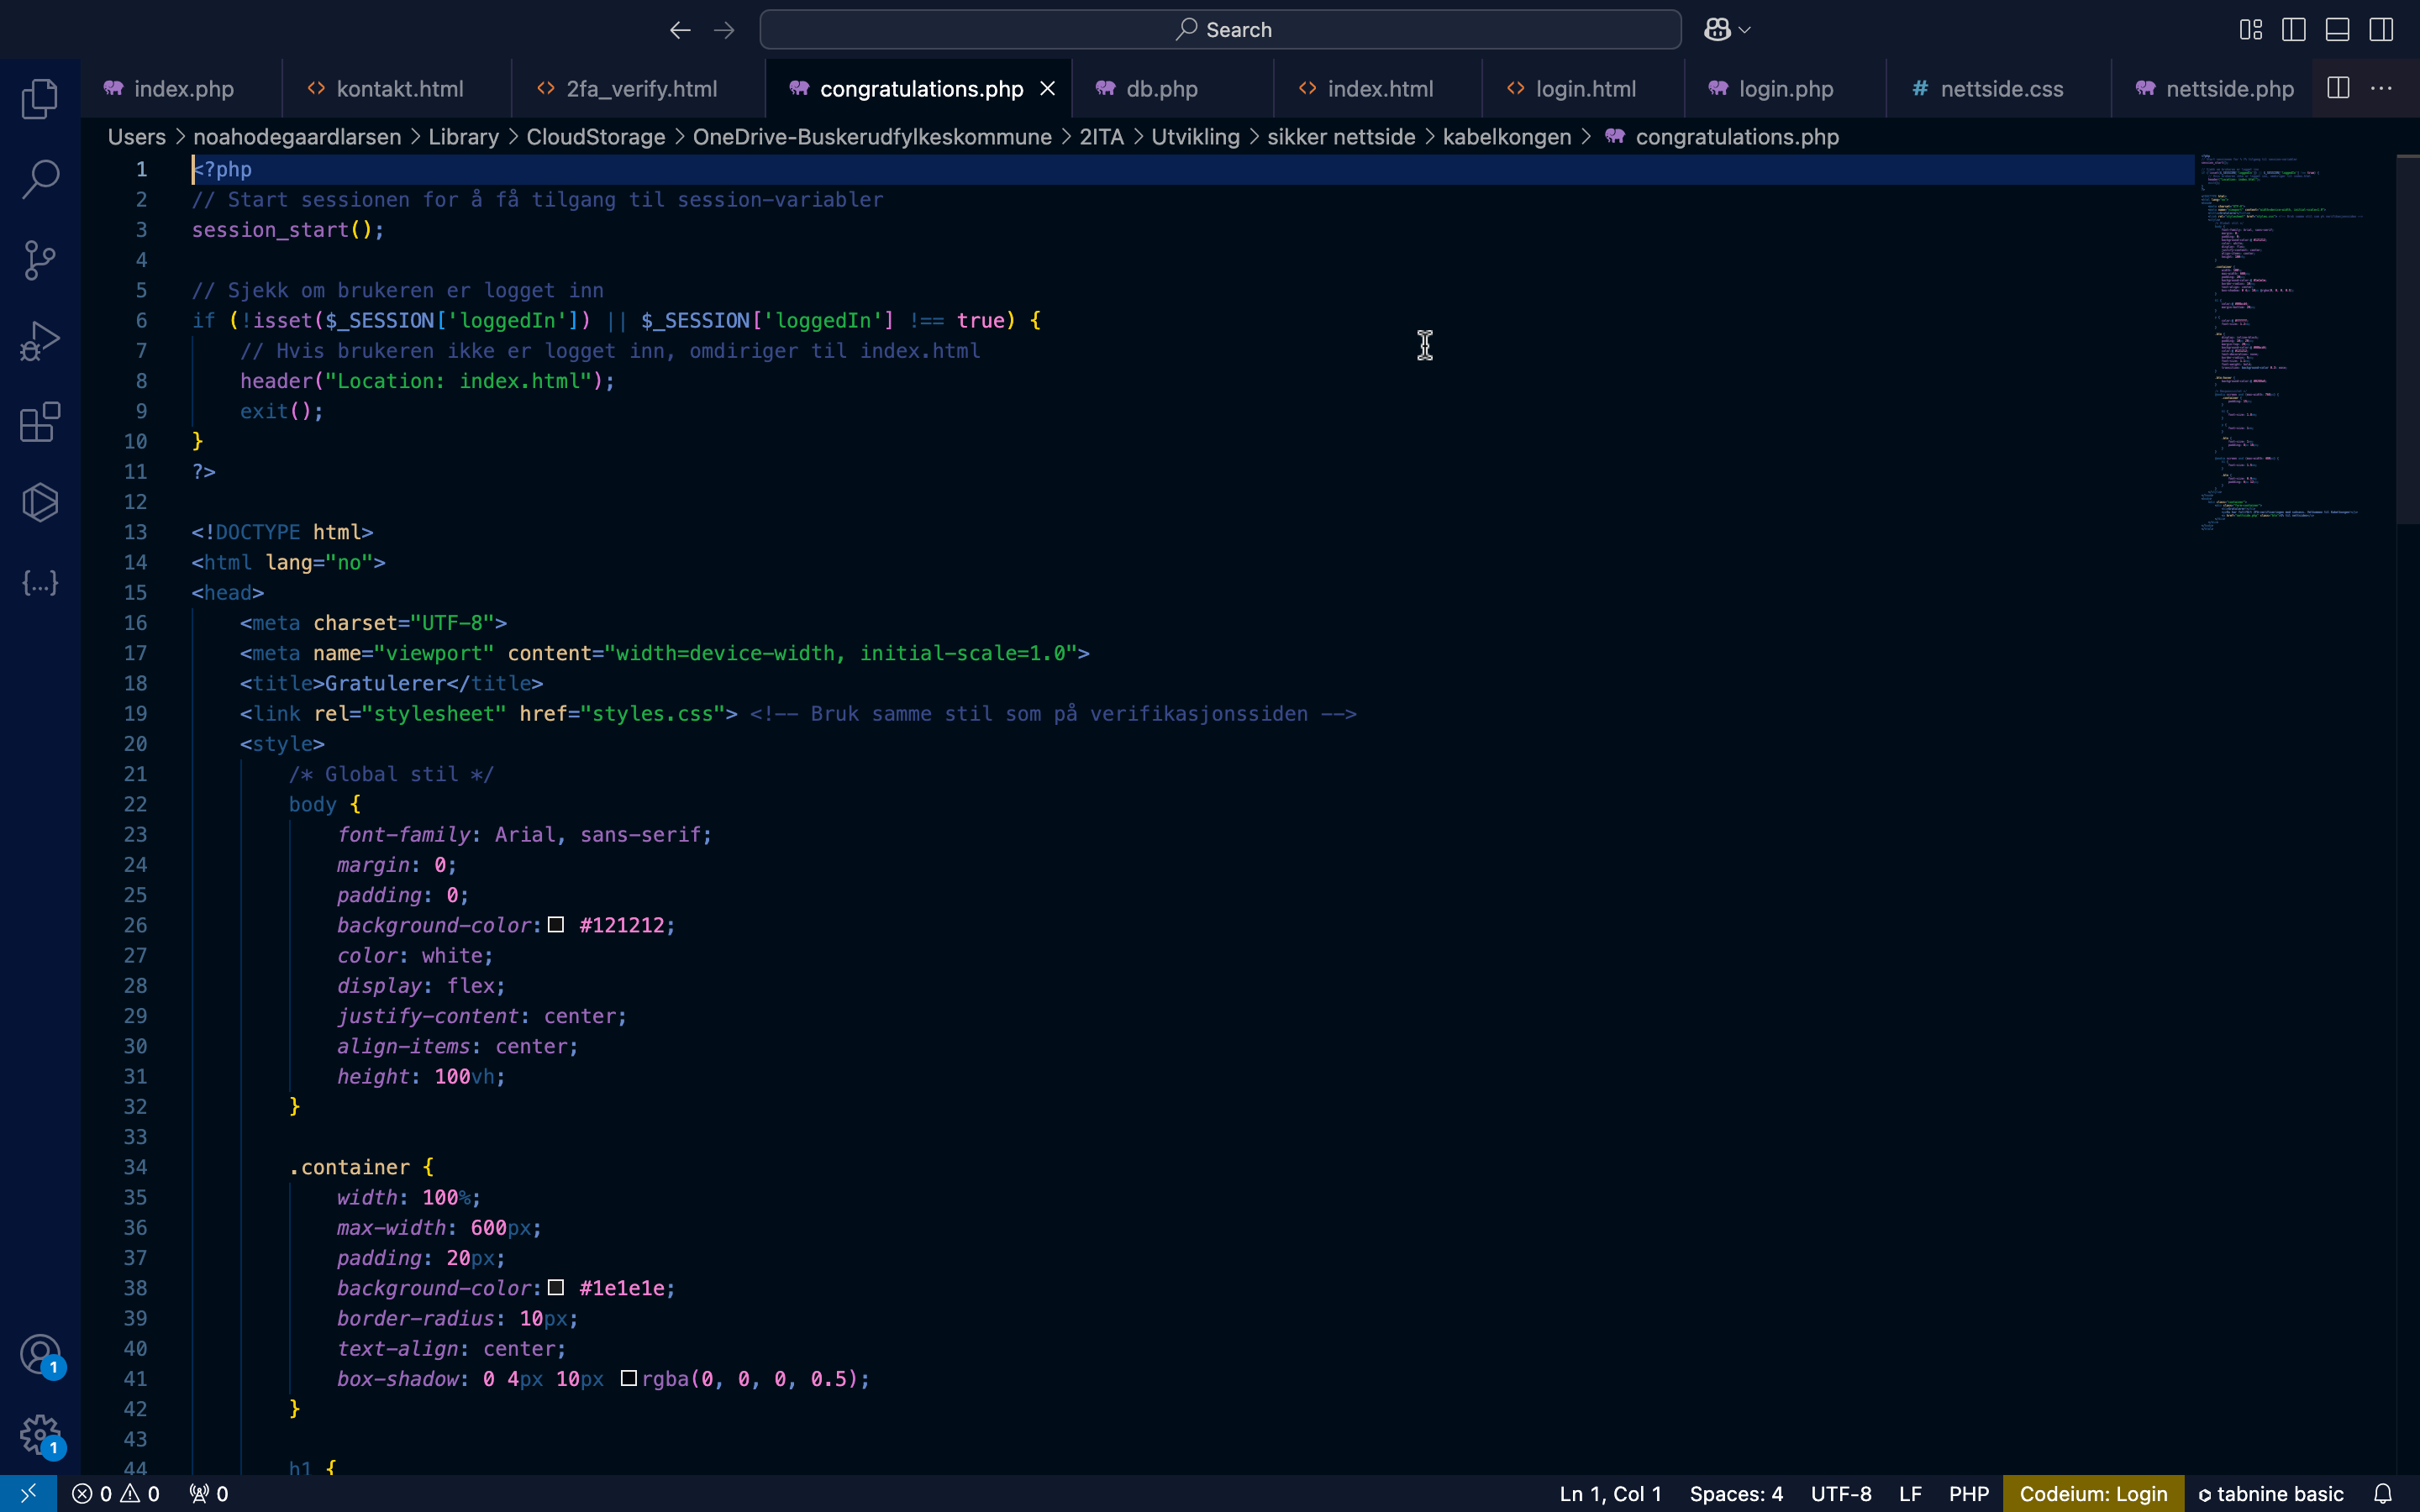 Search
index.php
kontakt.html
2fa_verify.html
congratulations.php
db.php
index.html
login.html
login.php
nettside.css
nettside.php
Users > noahodegaardlarsen > Library > CloudStorage > OneDrive-Buskerudfylkeskommune > 2ITA > Utvikling > sikker nettside > kabelkongen > congratulations.php
1 <?php
2 // Start sessionen for å få tilgang til session-variabler
3 session_start();
4
5 // Sjekk om brukeren er logget inn
6 if (!isset($_SESSION['loggedIn']) || $_SESSION['loggedIn'] !== true) {
7 // Hvis brukeren ikke er logget inn, omdiriger til index.html
8 header("Location: index.html");
9 exit();
10 }
11 ?>
12
13 <!DOCTYPE html>
14 <html lang="no">
15 <head>
16 <meta charset="UTF-8">
17 <meta name="viewport" content="width=device-width, initial-scale=1.0">
18 <title>Gratulerer</title>
19 <link rel="stylesheet" href="styles.css"> <!-- Bruk samme stil som på verifikasjonssiden -->
20 <style>
21 /* Global stil */
22 body {
23 font-family: Arial, sans-serif;
24 margin: 0;
25 padding: 0;
26 background-color: #121212;
27 color: white;
28 display: flex;
29 justify-content: center;
30 align-items: center;
31 height: 100vh;
32 }
33
34 .container {
35 width: 100%;
36 max-width: 600px;
37 padding: 20px;
38 background-color: #1e1e1e;
39 border-radius: 10px;
40 text-align: center;
41 box-shadow: 0 4px 10px rgba(0, 0, 0, 0.5);
42 }
43
44 h1 {
{...}
1
1
0 0 0
Ln 1, Col 1 Spaces: 4 UTF-8 LF PHP Codeium: Login tabnine basic